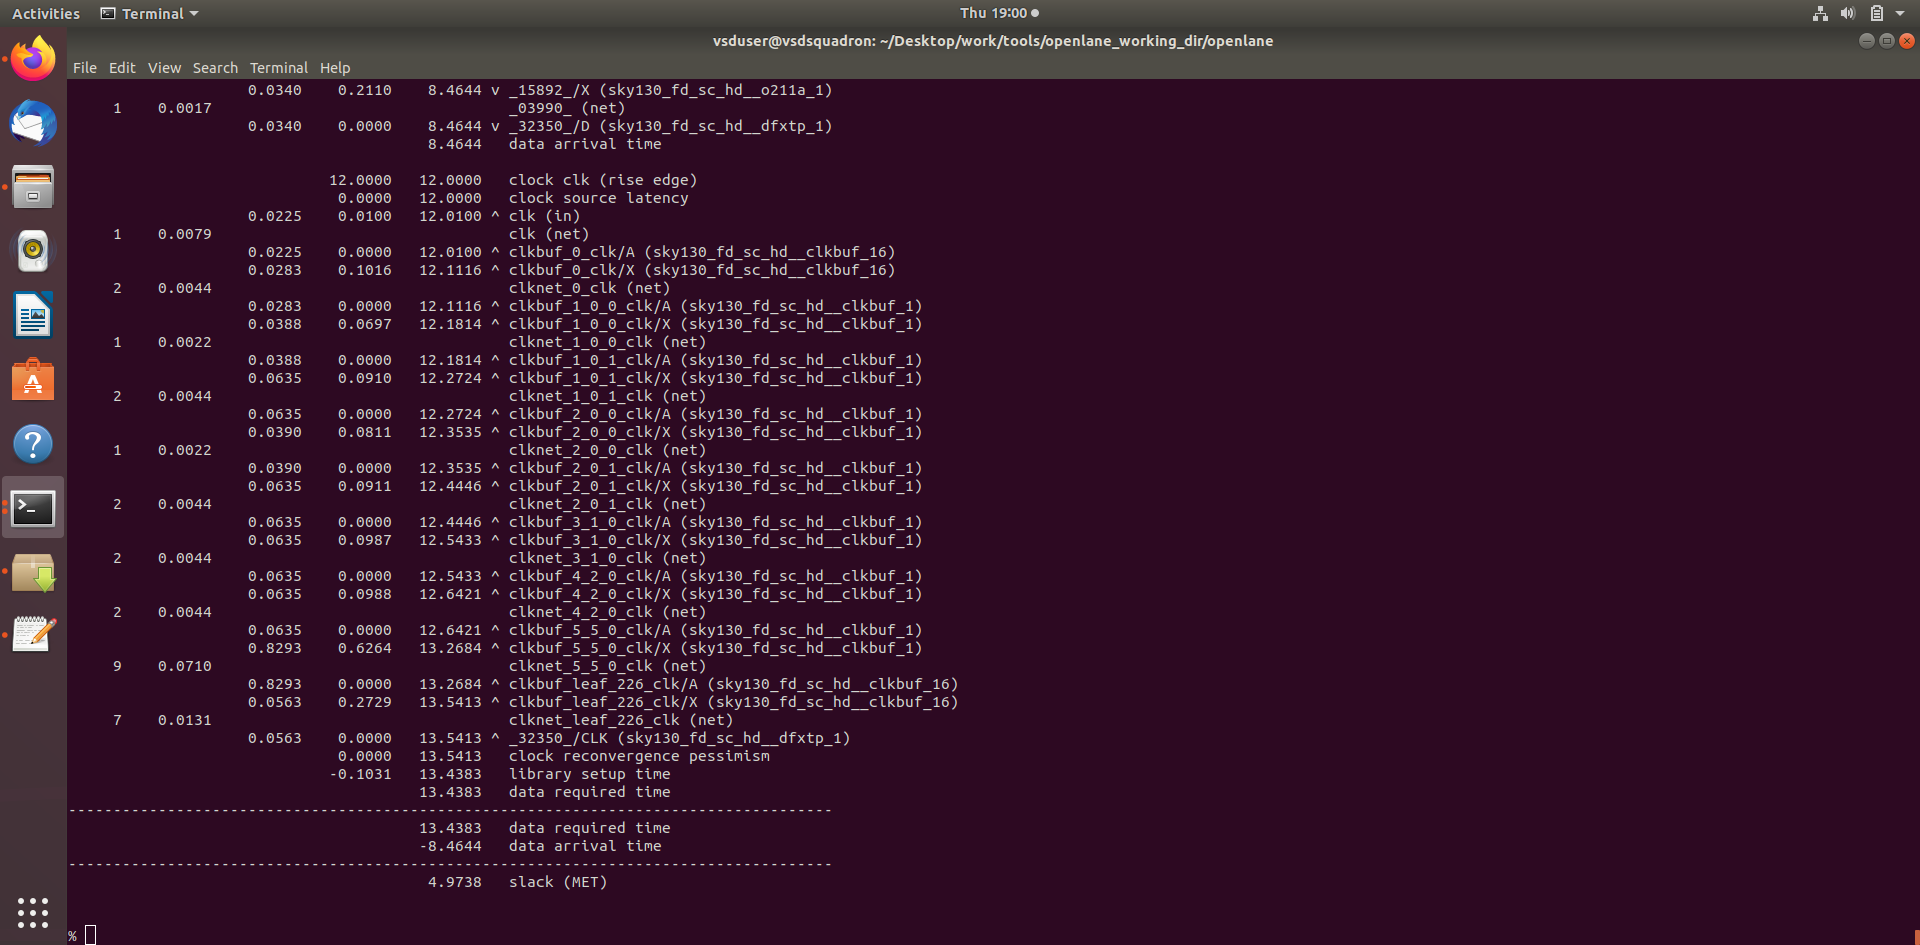 Activities Terminal Thu 19:00
vsduser@vsdsquadron: ~/Desktop/work/tools/openlane_working_dir/openlane
File Edit View Search Terminal Help
0.0340 0.2110 8.4644 v _15892_/X (sky130_fd_sc_hd__o211a_1)
1 0.0017 _03990_ (net)
0.0340 0.0000 8.4644 v _32350_/D (sky130_fd_sc_hd__dfxtp_1)
8.4644 data arrival time
12.0000 12.0000 clock clk (rise edge)
0.0000 12.0000 clock source latency
0.0225 0.0100 12.0100 ^ clk (in)
1 0.0079 clk (net)
0.0225 0.0000 12.0100 ^ clkbuf_0_clk/A (sky130_fd_sc_hd__clkbuf_16)
0.0283 0.1016 12.1116 ^ clkbuf_0_clk/X (sky130_fd_sc_hd__clkbuf_16)
2 0.0044 clknet_0_clk (net)
0.0283 0.0000 12.1116 ^ clkbuf_1_0_0_clk/A (sky130_fd_sc_hd__clkbuf_1)
0.0388 0.0697 12.1814 ^ clkbuf_1_0_0_clk/X (sky130_fd_sc_hd__clkbuf_1)
1 0.0022 clknet_1_0_0_clk (net)
0.0388 0.0000 12.1814 ^ clkbuf_1_0_1_clk/A (sky130_fd_sc_hd__clkbuf_1)
0.0635 0.0910 12.2724 ^ clkbuf_1_0_1_clk/X (sky130_fd_sc_hd__clkbuf_1)
2 0.0044 clknet_1_0_1_clk (net)
0.0635 0.0000 12.2724 ^ clkbuf_2_0_0_clk/A (sky130_fd_sc_hd__clkbuf_1)
0.0390 0.0811 12.3535 ^ clkbuf_2_0_0_clk/X (sky130_fd_sc_hd__clkbuf_1)
1 0.0022 clknet_2_0_0_clk (net)
0.0390 0.0000 12.3535 ^ clkbuf_2_0_1_clk/A (sky130_fd_sc_hd__clkbuf_1)
0.0635 0.0911 12.4446 ^ clkbuf_2_0_1_clk/X (sky130_fd_sc_hd__clkbuf_1)
2 0.0044 clknet_2_0_1_clk (net)
0.0635 0.0000 12.4446 ^ clkbuf_3_1_0_clk/A (sky130_fd_sc_hd__clkbuf_1)
0.0635 0.0987 12.5433 ^ clkbuf_3_1_0_clk/X (sky130_fd_sc_hd__clkbuf_1)
2 0.0044 clknet_3_1_0_clk (net)
0.0635 0.0000 12.5433 ^ clkbuf_4_2_0_clk/A (sky130_fd_sc_hd__clkbuf_1)
0.0635 0.0988 12.6421 ^ clkbuf_4_2_0_clk/X (sky130_fd_sc_hd__clkbuf_1)
2 0.0044 clknet_4_2_0_clk (net)
0.0635 0.0000 12.6421 ^ clkbuf_5_5_0_clk/A (sky130_fd_sc_hd__clkbuf_1)
0.8293 0.6264 13.2684 ^ clkbuf_5_5_0_clk/X (sky130_fd_sc_hd__clkbuf_1)
9 0.0710 clknet_5_5_0_clk (net)
0.8293 0.0000 13.2684 ^ clkbuf_leaf_226_clk/A (sky130_fd_sc_hd__clkbuf_16)
0.0563 0.2729 13.5413 ^ clkbuf_leaf_226_clk/X (sky130_fd_sc_hd__clkbuf_16)
7 0.0131 clknet_leaf_226_clk (net)
0.0563 0.0000 13.5413 ^ _32350_/CLK (sky130_fd_sc_hd__dfxtp_1)
0.0000 13.5413 clock reconvergence pessimism
-0.1031 13.4383 library setup time
13.4383 data required time
-----------------------------------------------------------------------------
13.4383 data required time
-8.4644 data arrival time
-----------------------------------------------------------------------------
4.9738 slack (MET)
%